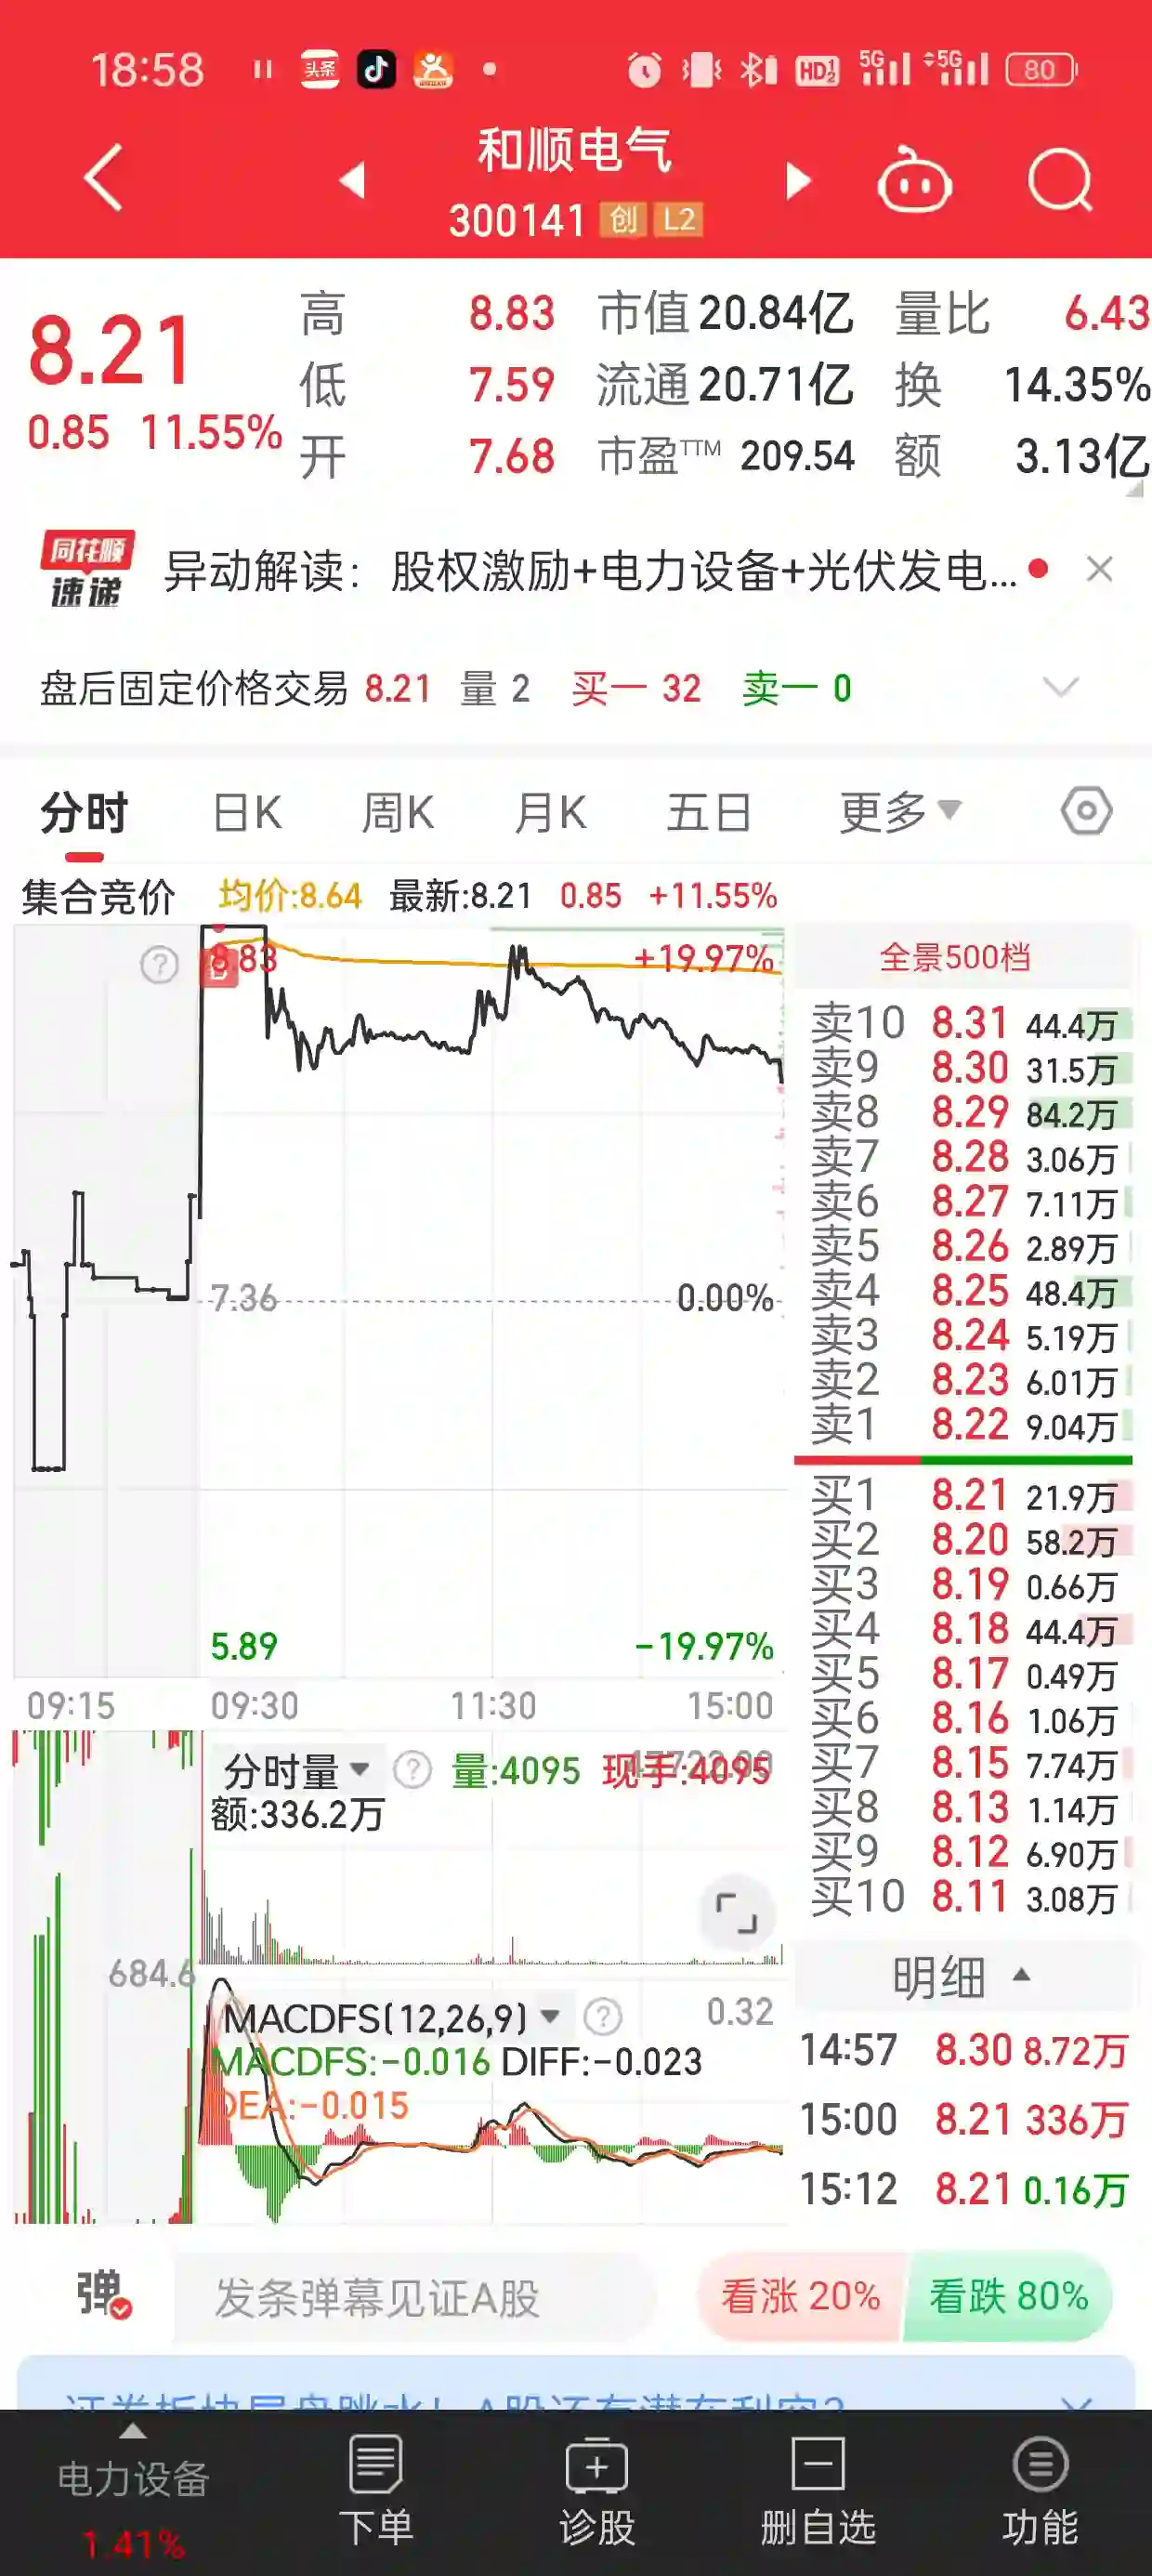 18:58 头条 HD 5G 5G 80
和顺电气
300141 创 L2
8.21
0.85 11.55%
高 8.83 市值 20.84亿 量比 6.43
低 7.59 流通 20.71亿 换 14.35%
开 7.68 市盈TTM 209.54 额 3.13亿
同花顺
速递
异动解读：股权激励+电力设备+光伏发电...
盘后固定价格交易 8.21 量 2 买一 32 卖一 0
分时 日K 周K 月K 五日 更多
集合竞价 均价:8.64 最新:8.21 0.85 +11.55%
8.83 +19.97%
7.36 0.00%
5.89 -19.97%
09:15 09:30 11:30 15:00
全景500档
卖10 8.31 44.4万
卖9 8.30 31.5万
卖8 8.29 84.2万
卖7 8.28 3.06万
卖6 8.27 7.11万
卖5 8.26 2.89万
卖4 8.25 48.4万
卖3 8.24 5.19万
卖2 8.23 6.01万
卖1 8.22 9.04万
买1 8.21 21.9万
买2 8.20 58.2万
买3 8.19 0.66万
买4 8.18 44.4万
买5 8.17 0.49万
买6 8.16 1.06万
买7 8.15 7.74万
买8 8.13 1.14万
买9 8.12 6.90万
买10 8.11 3.08万
分时量 ? 量:4095 现手:4095
额:336.2万
684.6
MACDFS(12,26,9) ? 0.32
MACDFS:-0.016 DIFF:-0.023
DEA:-0.015
明细
14:57 8.30 8.72万
15:00 8.21 336万
15:12 8.21 0.16万
弹 发条弹幕见证A股 看涨 20% 看跌 80%
电力设备
1.41%
下单 诊股 删自选 功能